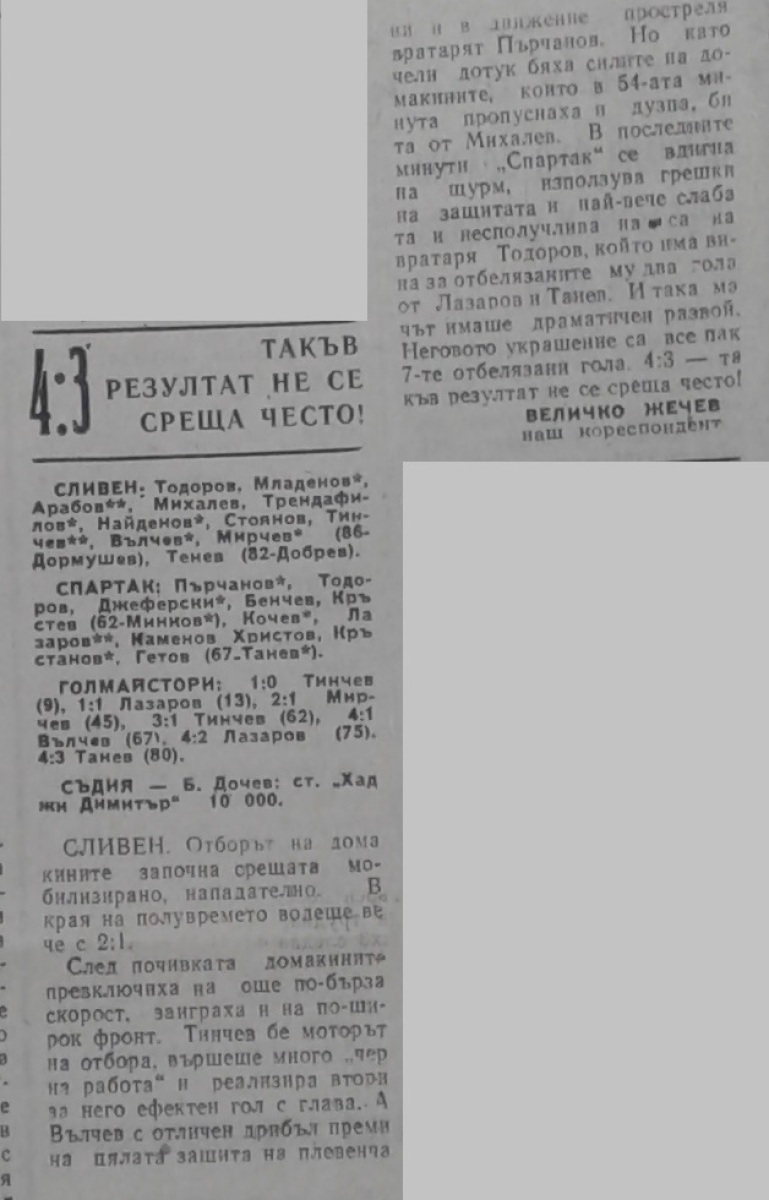 4:3
ТАКЪВ
РЕЗУЛТАТ НЕ СЕ
СРЕЩА ЧЕСТО!
СЛИВЕН: Тодоров, Младенов*,
Арабов**, Михалев, Трендафи-
лов*, Найденов*, Стоянов, Тин-
чев**, Вълчев*, Мирчев* (86-
Дормушев), Тенев (82-Добрев).
СПАРТАК: Пърчанов*, Тодо-
ров, Джеферски*, Бенчев, Кръ
стев (62-Минков*), Кочев*, Ла
заров**, Каменов Христов, Кръ
станов*, Гетов (67-Танев*).
ГОЛМАЙСТОРИ: 1:0 Тинчев
(9), 1:1 Лазаров (13), 2:1 Мир-
чев (45), 3:1 Тинчев (62), 4:1
Вълчев (67), 4:2 Лазаров (75),
4:3 Танев (80).
СЪДИЯ — Б. Дочев; ст. „Хад
жи Димитър" 10 000.
СЛИВЕН. Отборът на дома
кините започна срещата мо-
билизирано, нападателно. В
края на полувремето водеше ве
че с 2:1.
След почивката домакините
превключиха на още по-бърза
скорост, заиграха и на по-ши-
рок фронт. Тинчев бе моторът
на отбора, вършеше много „чер
на работа" и реализира втори
за него ефектен гол с глава. А
Вълчев с отличен дрибъл преми
на цялата защита на плевенча
ни и в движение простреля
вратарят Пърчанов. Но като
чели дотук бяха силите на до-
макините, които в 54-ата ми-
нута пропуснаха и дузпа, би
та от Михалев. В последните
минути „Спартак" се вдигна
на щурм, използува грешки
на защитата и най-вече слаба
та и несполучлива на са на
вратаря Тодоров, който има ви-
на за отбелязаните му два гола
от Лазаров и Танев. И така ма
чът имаше драматичен развой.
Неговото украшение са все пак
7-те отбелязани гола. 4:3 — та
къв резултат не се среща често!
ВЕЛИЧКО ЖЕЧЕВ
наш кореспондент